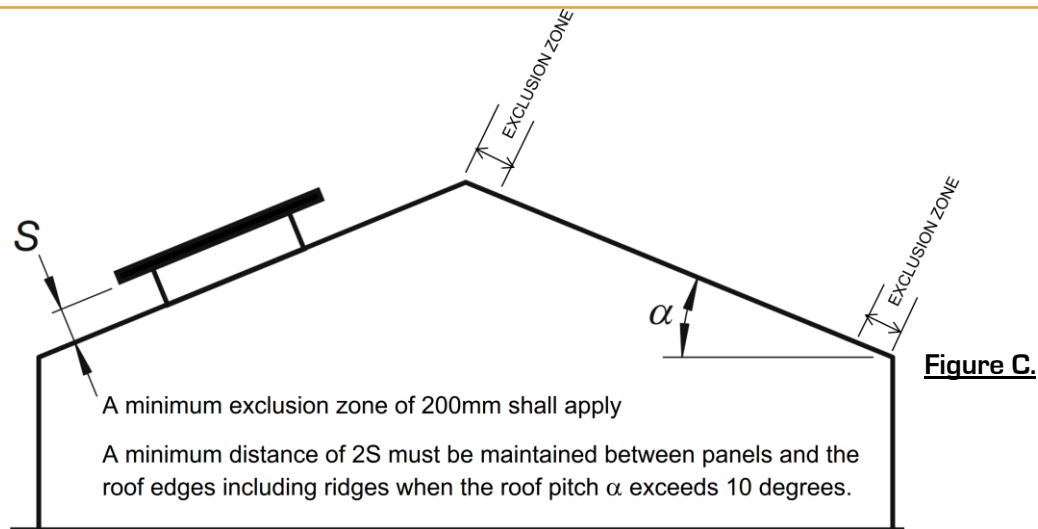 EXCLUSION ZONE
EXCLUSION ZONE
S
α
Figure C.
A minimum exclusion zone of 200mm shall apply
A minimum distance of 2S must be maintained between panels and the
roof edges including ridges when the roof pitch α exceeds 10 degrees.